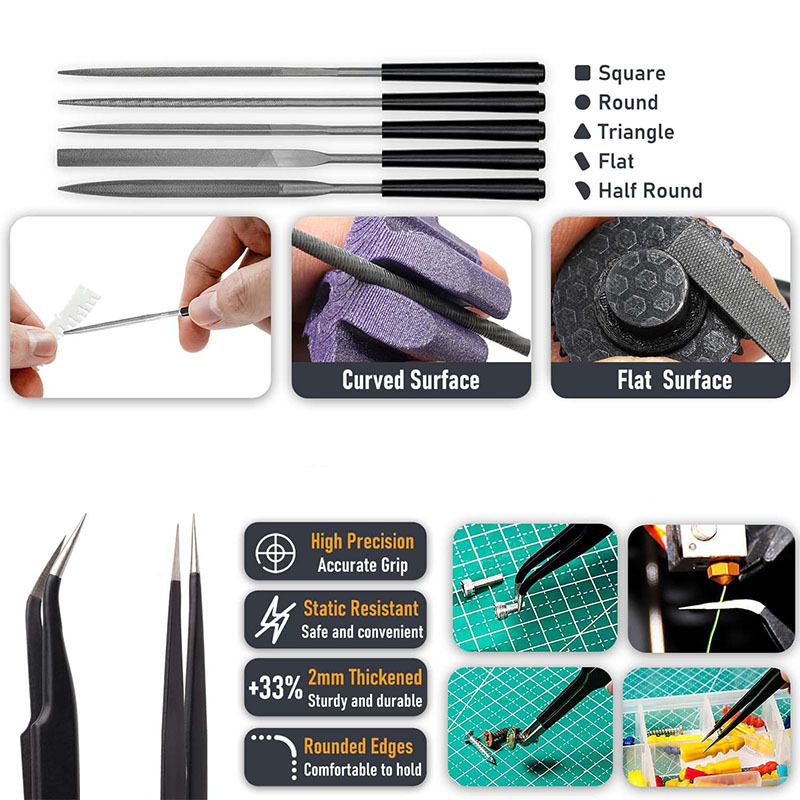 Square
Round
Triangle
Flat
Half Round
Curved Surface
Flat Surface
High Precision
Accurate Grip
Static Resistant
Safe and convenient
+33%
2mm Thickened
Sturdy and durable
Rounded Edges
Comfortable to hold